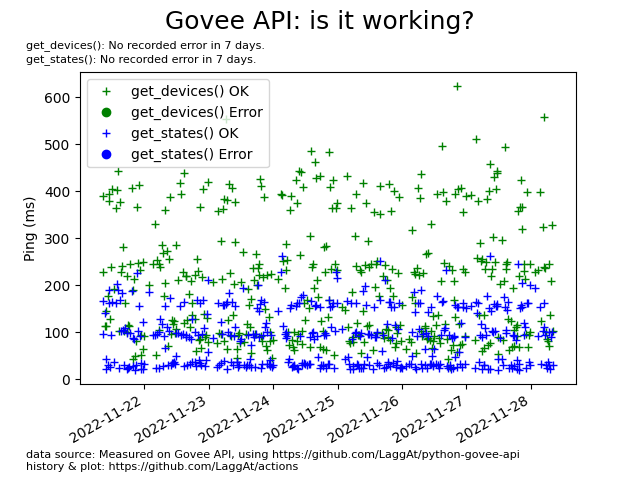 Govee API: is it working?
get_devices(): No recorded error in 7 days.
get_states(): No recorded error in 7 days.
get_devices() OK
get_devices() Error
get_states() OK
get_states() Error
600
500
400
300
200
100
0
Ping (ms)
2022-11-22
2022-11-23
2022-11-24
2022-11-25
2022-11-26
2022-11-27
2022-11-28
data source: Measured on Govee API, using https://github.com/LaggAt/python-govee-api
history & plot: https://github.com/LaggAt/actions